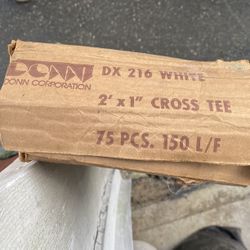 DONN
DONN CORPORATION
DX 216 WHITE
2' x 1" CROSS TEE
75 PCS. 150 L/F